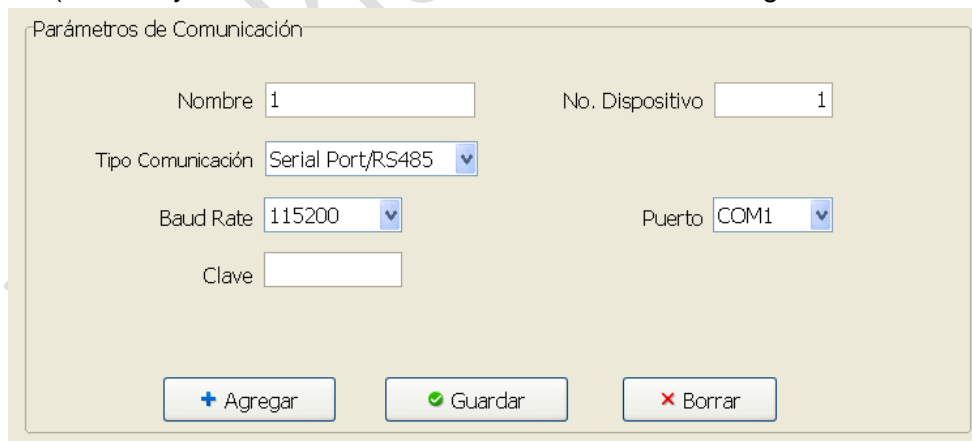 Parámetros de Comunicación
Nombre 1 No. Dispositivo 1
Tipo Comunicación Serial Port/RS485
Baud Rate 115200 Puerto COM1
Clave
Agregar Guardar Borrar